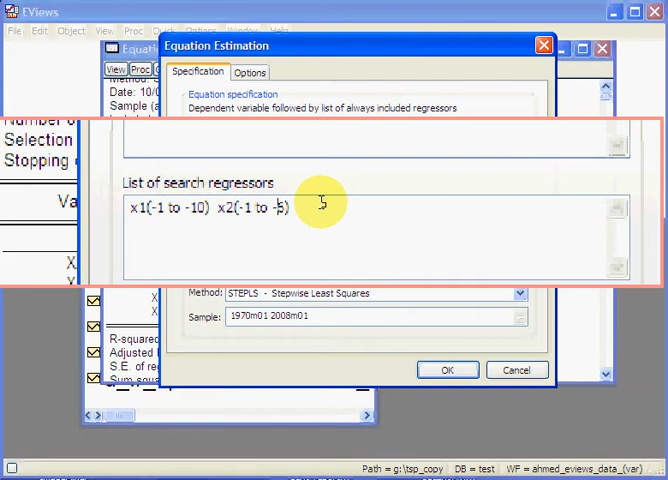 EViews
File Edit Object View Proc Quick Options Window Help
Equation Estimation
View Proc
Specification
Options
Date: 10/0
Sample (a
Equation specification
Dependent variable followed by list of always included regressors
Number of
Selection
Stopping
Va
List of search regressors
x1(-1 to -10) x2(-1 to -5)
Method: STEPLS - Stepwise Least Squares
Sample: 1970m01 2008m01
R-squared
Adjusted
S.E. of reg
Sum squa
OK
Cancel
Path = g:\tsp_copy DB = test WF = ahmed_eviews_data_(var)